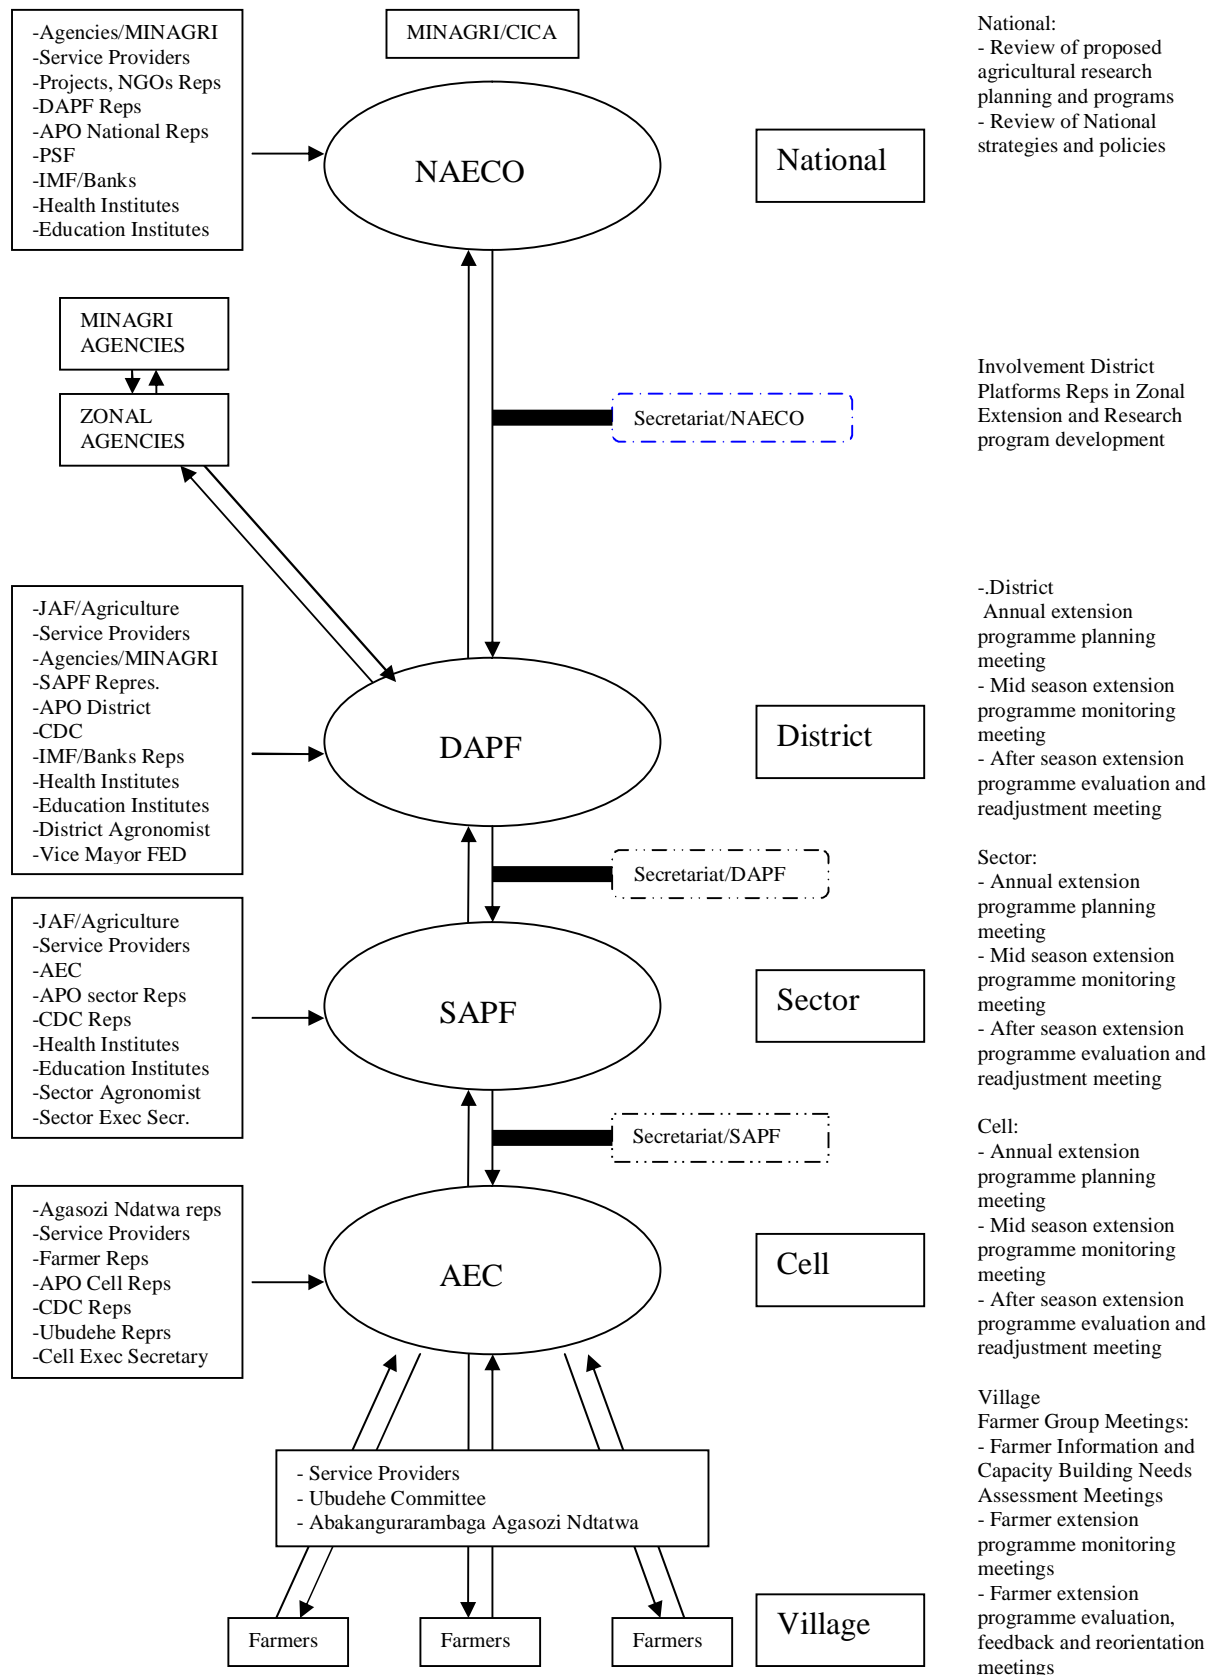 MINAGRI/CICA
-Agencies/MINAGRI
-Service Providers
-Projects, NGOs Reps
-DAPF Reps
-APO National Reps
-PSF
-IMF/Banks
-Health Institutes
-Education Institutes
NAECO
National
National:
- Review of proposed
agricultural research
planning and programs
- Review of National
strategies and policies
MINAGRI
AGENCIES
ZONAL
AGENCIES
Secretariat/NAECO
Involvement District
Platforms Reps in Zonal
Extension and Research
program development
-JAF/Agriculture
-Service Providers
-Agencies/MINAGRI
-SAPF Repres.
-APO District
-CDC
-IMF/Banks Reps
-Health Institutes
-Education Institutes
-District Agronomist
-Vice Mayor FED
DAPF
District
-.District
Annual extension
programme planning
meeting
- Mid season extension
programme monitoring
meeting
- After season extension
programme evaluation and
readjustment meeting
Secretariat/DAPF
-JAF/Agriculture
-Service Providers
-AEC
-APO sector Reps
-CDC Reps
-Health Institutes
-Education Institutes
-Sector Agronomist
-Sector Exec Secr.
SAPF
Sector
Sector:
- Annual extension
programme planning
meeting
- Mid season extension
programme monitoring
meeting
- After season extension
programme evaluation and
readjustment meeting
Secretariat/SAPF
-Agasozi Ndatwa reps
-Service Providers
-Farmer Reps
-APO Cell Reps
-CDC Reps
-Ubudehe Reprs
-Cell Exec Secretary
AEC
Cell
Cell:
- Annual extension
programme planning
meeting
- Mid season extension
programme monitoring
meeting
- After season extension
programme evaluation and
readjustment meeting
- Service Providers
- Ubudehe Committee
- Abakangurarambaga Agasozi Ndtatwa
Farmers
Farmers
Farmers
Village
Village
Farmer Group Meetings:
- Farmer Information and
Capacity Building Needs
Assessment Meetings
- Farmer extension
programme monitoring
meetings
- Farmer extension
programme evaluation,
feedback and reorientation
meetings